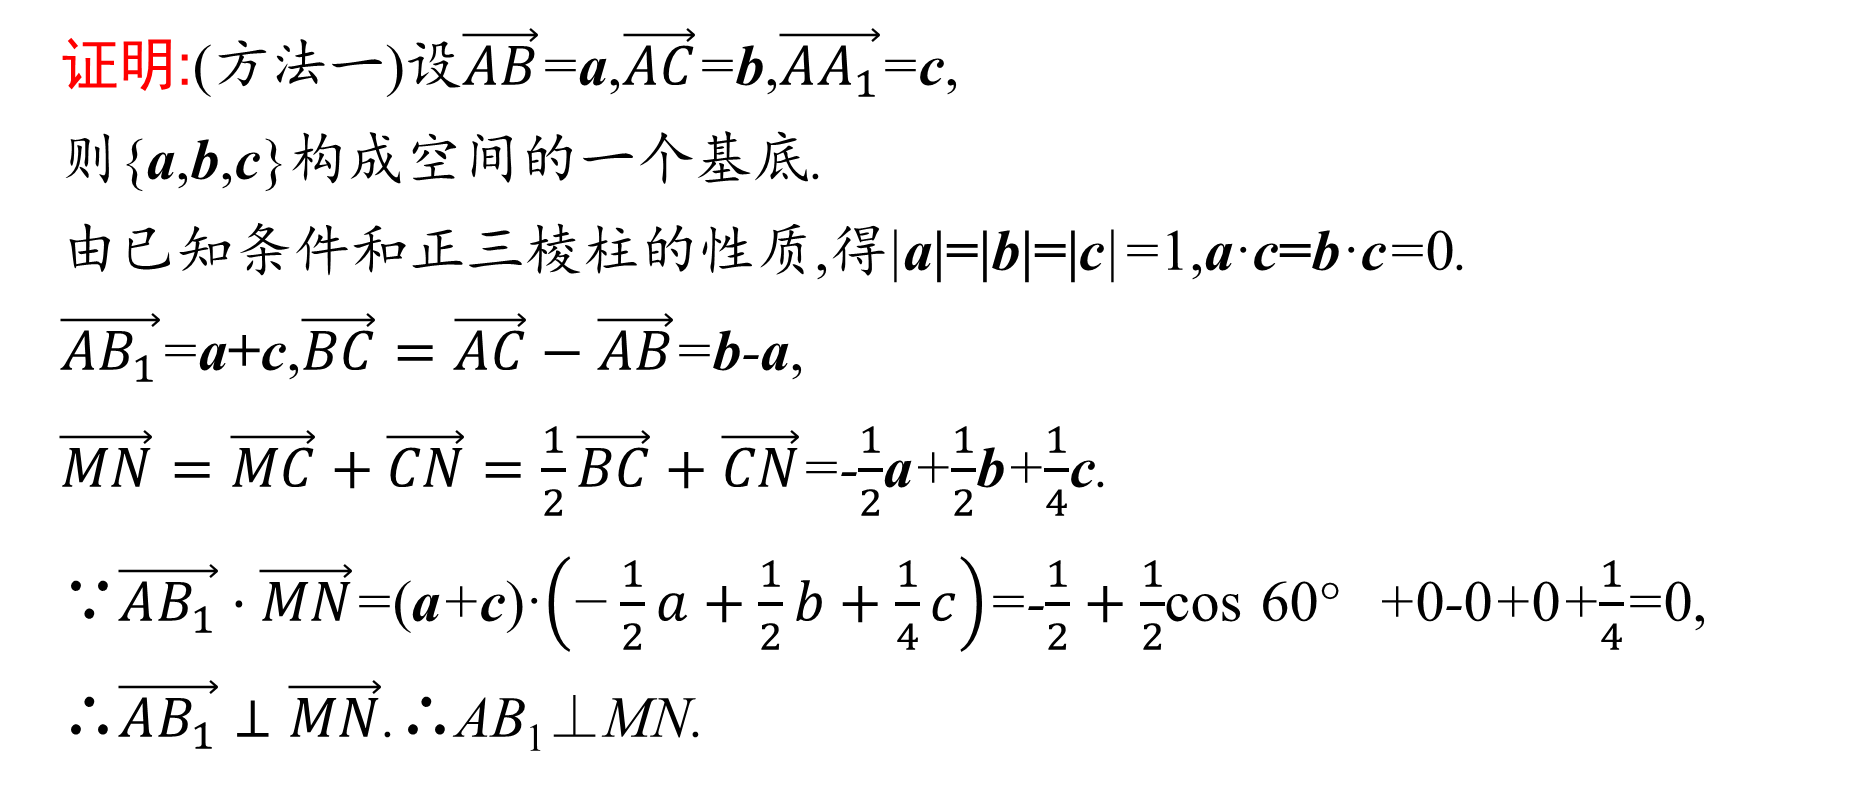 证明:(方法一)设$\overrightarrow{AB}$=a,$\overrightarrow{AC}$=b,$\overrightarrow{AA_1}$=c,
则{a,b,c}构成空间的一个基底.
由已知条件和正三棱柱的性质,得|a|=|b|=|c|=1,a·c=b·c=0.
$\overrightarrow{AB_1}$=a+c,$\overrightarrow{BC}=\overrightarrow{AC}-\overrightarrow{AB}$=b-a,
$\overrightarrow{MN}=\overrightarrow{MC}+\overrightarrow{CN}=\frac{1}{2}\overrightarrow{BC}+\overrightarrow{CN}$=-$\frac{1}{2}$a+$\frac{1}{2}$b+$\frac{1}{4}$c.
∵$\overrightarrow{AB_1}\cdot\overrightarrow{MN}$=(a+c)·$\left(-\frac{1}{2}a+\frac{1}{2}b+\frac{1}{4}c\right)$=-$\frac{1}{2}+\frac{1}{2}$cos 60° +0-0+0+$\frac{1}{4}$=0,
∴$\overrightarrow{AB_1}\perp\overrightarrow{MN}$.∴AB₁⊥MN.